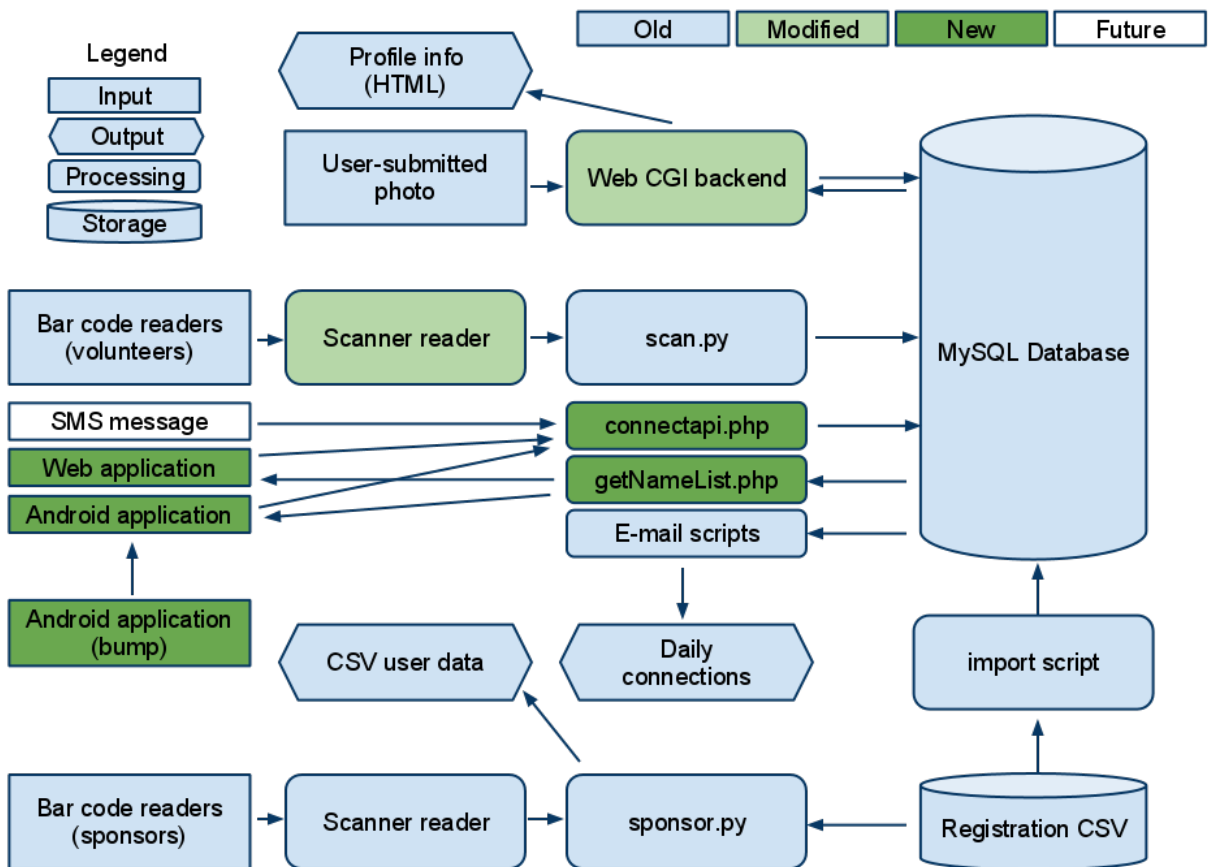 Old
Modified
New
Future
Legend
Input
Output
Processing
Storage
Profile info
(HTML)
User-submitted
photo
Web CGI backend
Bar code readers
(volunteers)
Scanner reader
scan.py
MySQL Database
SMS message
Web application
Android application
connectapi.php
getNameList.php
E-mail scripts
Android application
(bump)
CSV user data
Daily
connections
import script
Bar code readers
(sponsors)
Scanner reader
sponsor.py
Registration CSV